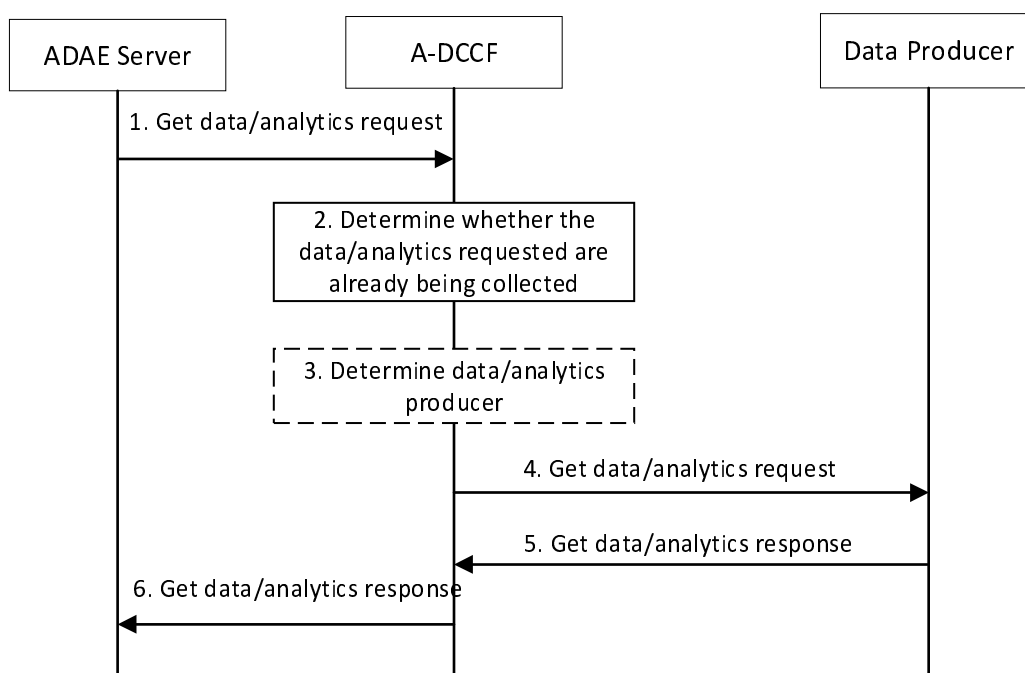 ADAE Server
A-DCCF
Data Producer
1. Get data/analytics request
2. Determine whether the
data/analytics requested are
already being collected
3. Determine data/analytics
producer
4. Get data/analytics request
5. Get data/analytics response
6. Get data/analytics response